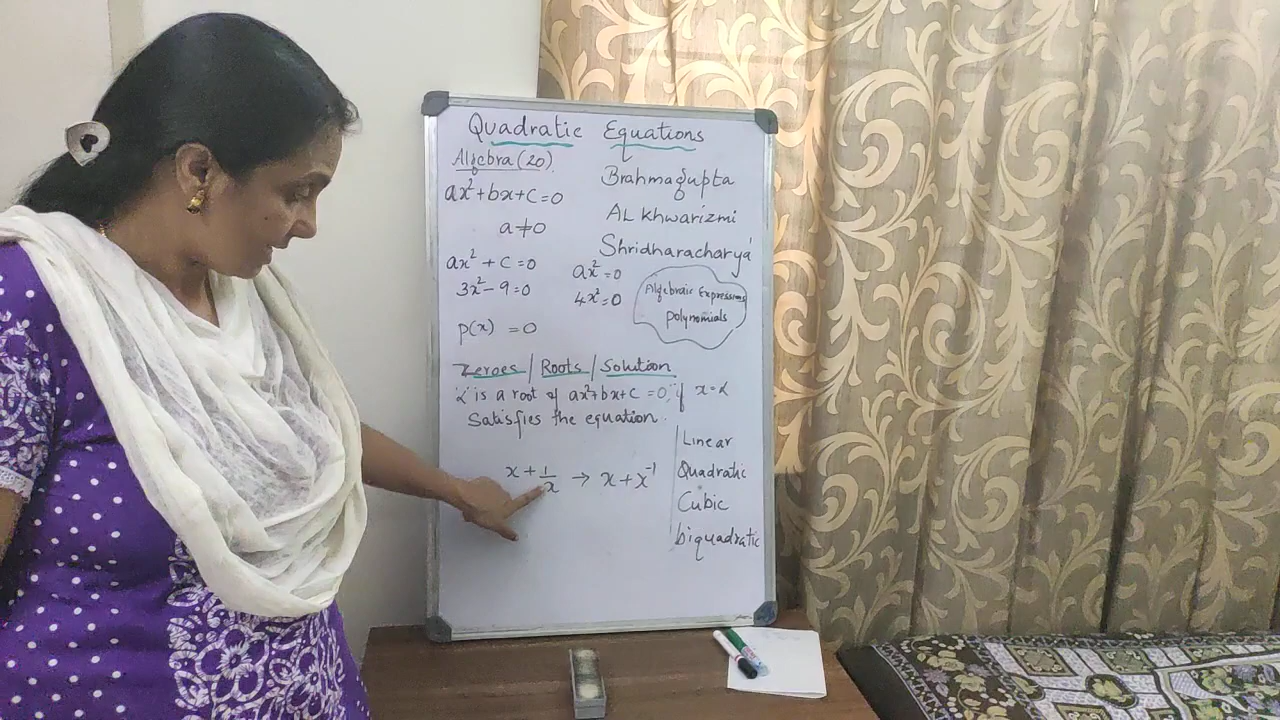 Quadratic Equations
Algebra (20).
ax²+bx+c=0
a≠0
Brahmagupta
AL khwarizmi
Shridharacharya
ax²+c=0
3x²-9=0
ax²=0
4x²=0
Algebraic Expressions
polynomials
p(x) =0
Zeroes/Roots/Solution
'α' is a root of ax²+bx+c=0, if x=α
Satisfies the equation.
x+1/x → x+x⁻¹
Linear
Quadratic
Cubic
biquadratic